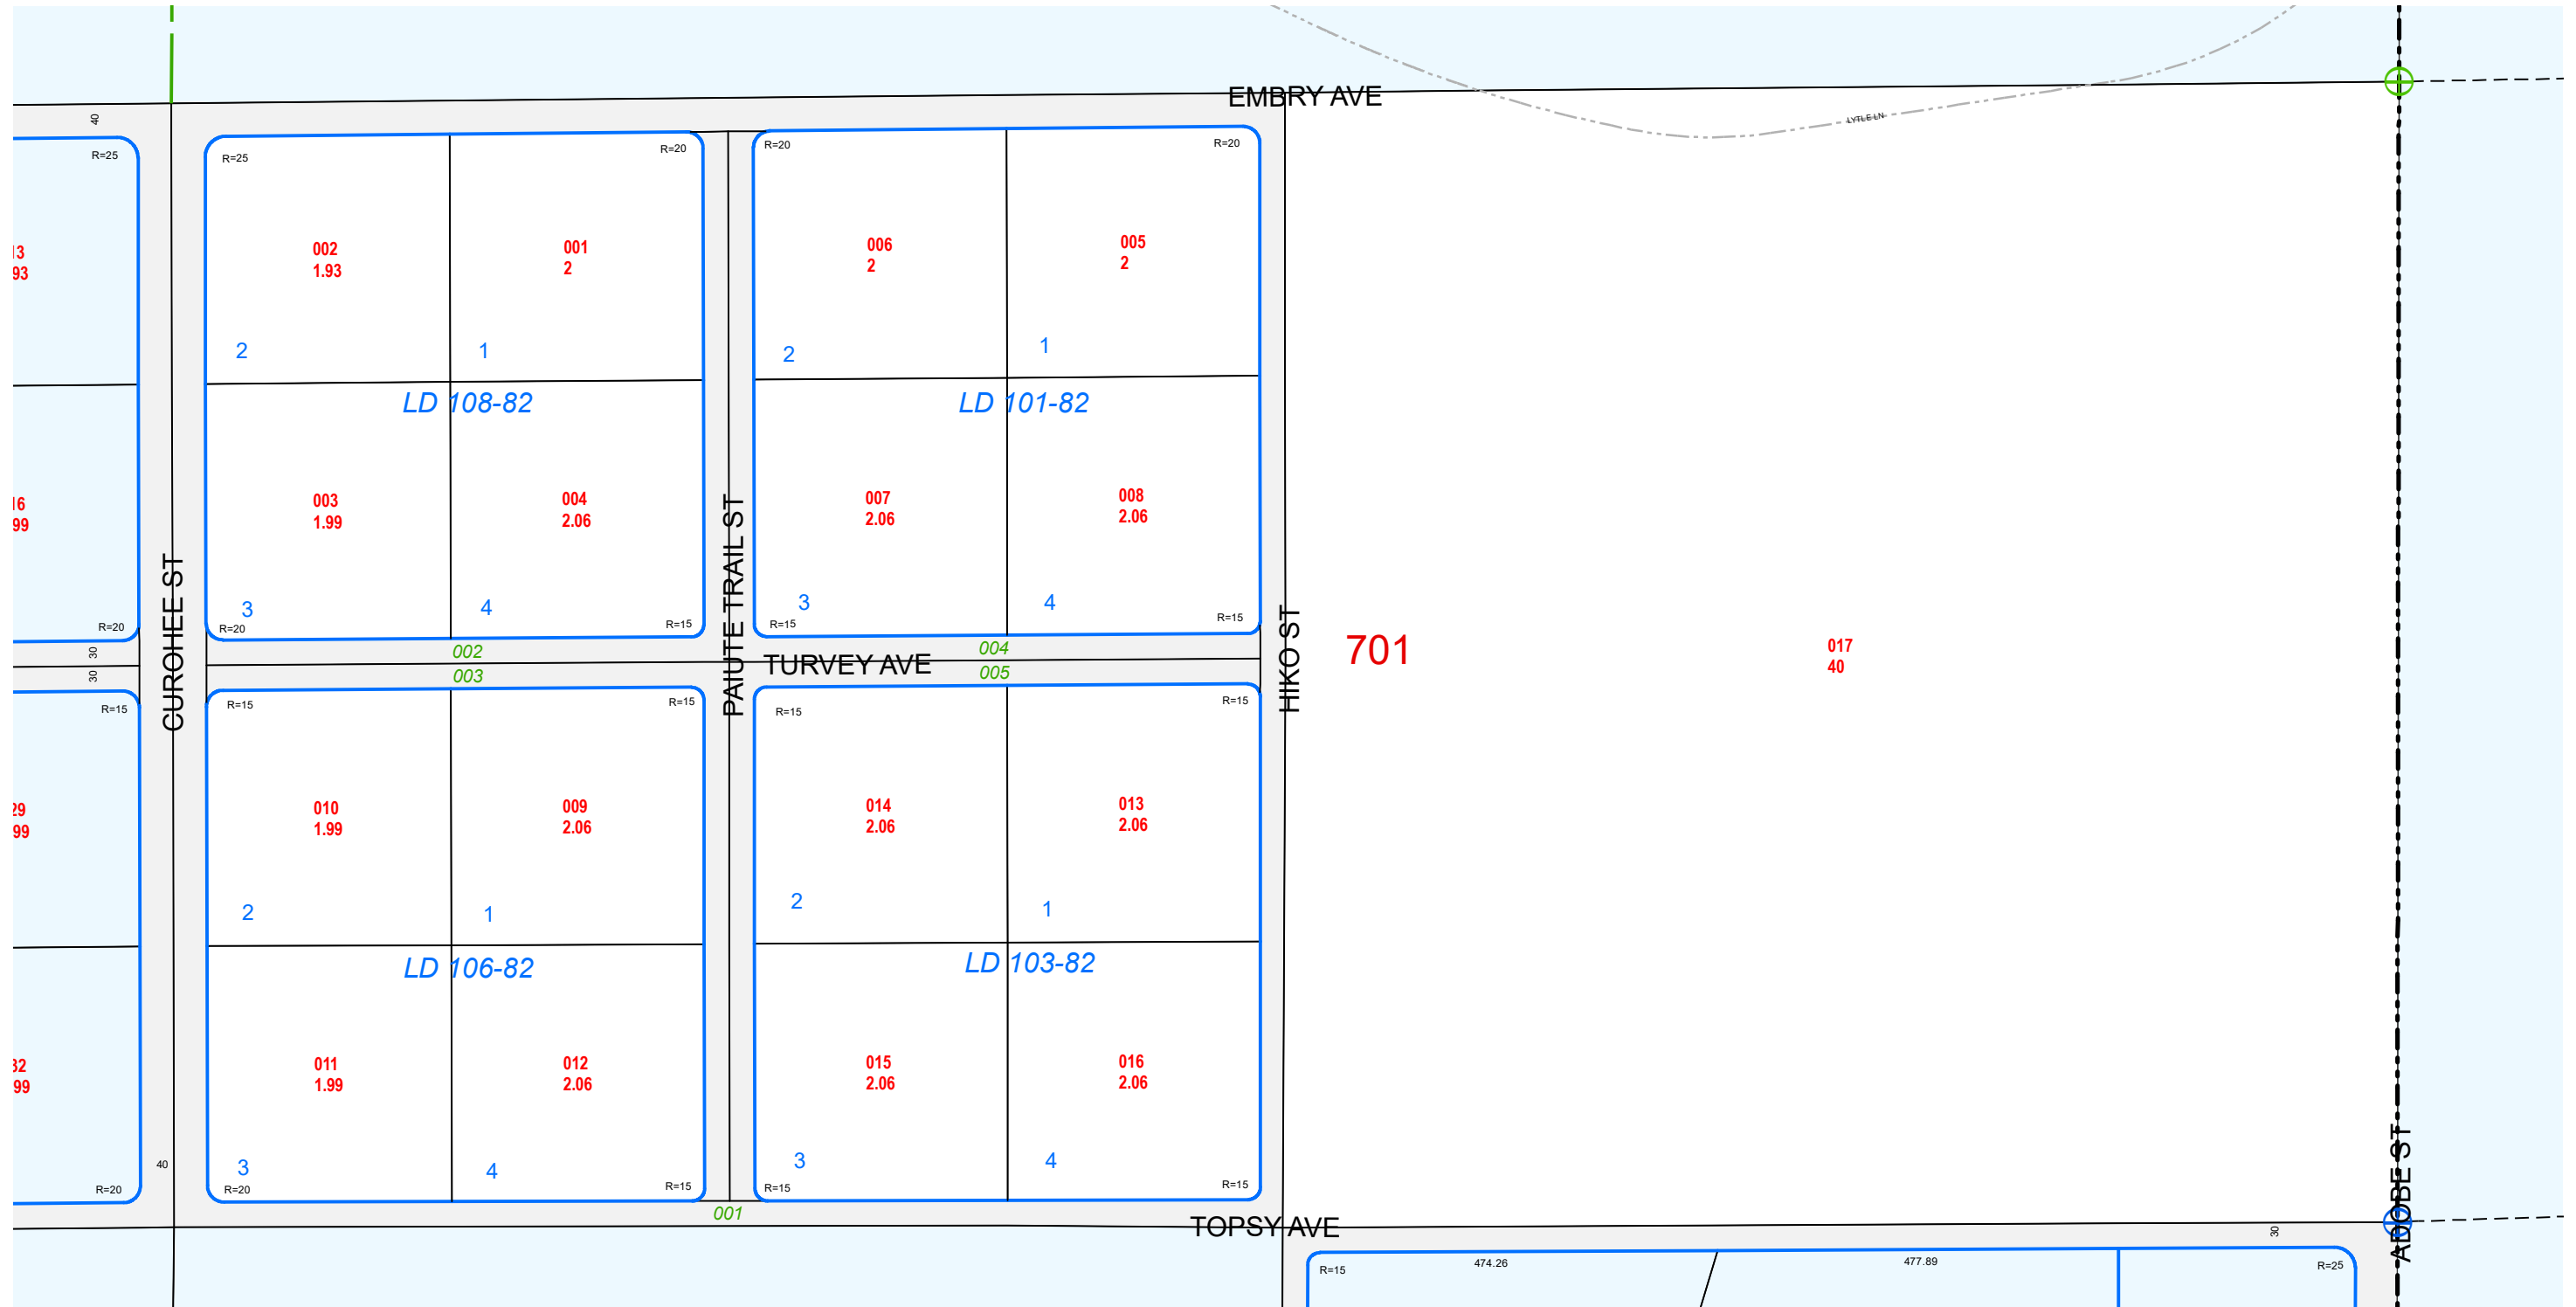 EMBRY AVE
40
LYTLE LN
R=25
R=25
R=20
R=20
R=20
002
1.93
001
2
006
2
005
2
13
93
2
1
2
1
LD 108-82
LD 101-82
003
1.99
004
2.06
007
2.06
008
2.06
16
99
3
4
3
4
R=20
R=20
R=15
R=15
R=15
CUROHEE ST
PAIUTE TRAIL ST
HIKO ST
30
30
002
004
TURVEY AVE
003
005
701
017
40
R=15
R=15
R=15
R=15
R=15
010
1.99
009
2.06
014
2.06
013
2.06
29
99
2
1
2
1
LD 106-82
LD 103-82
011
1.99
012
2.06
015
2.06
016
2.06
32
99
40
3
4
3
4
R=20
R=20
R=15
R=15
R=15
001
TOPSY AVE
30
ADOBE ST
R=15
474.26
477.89
R=25